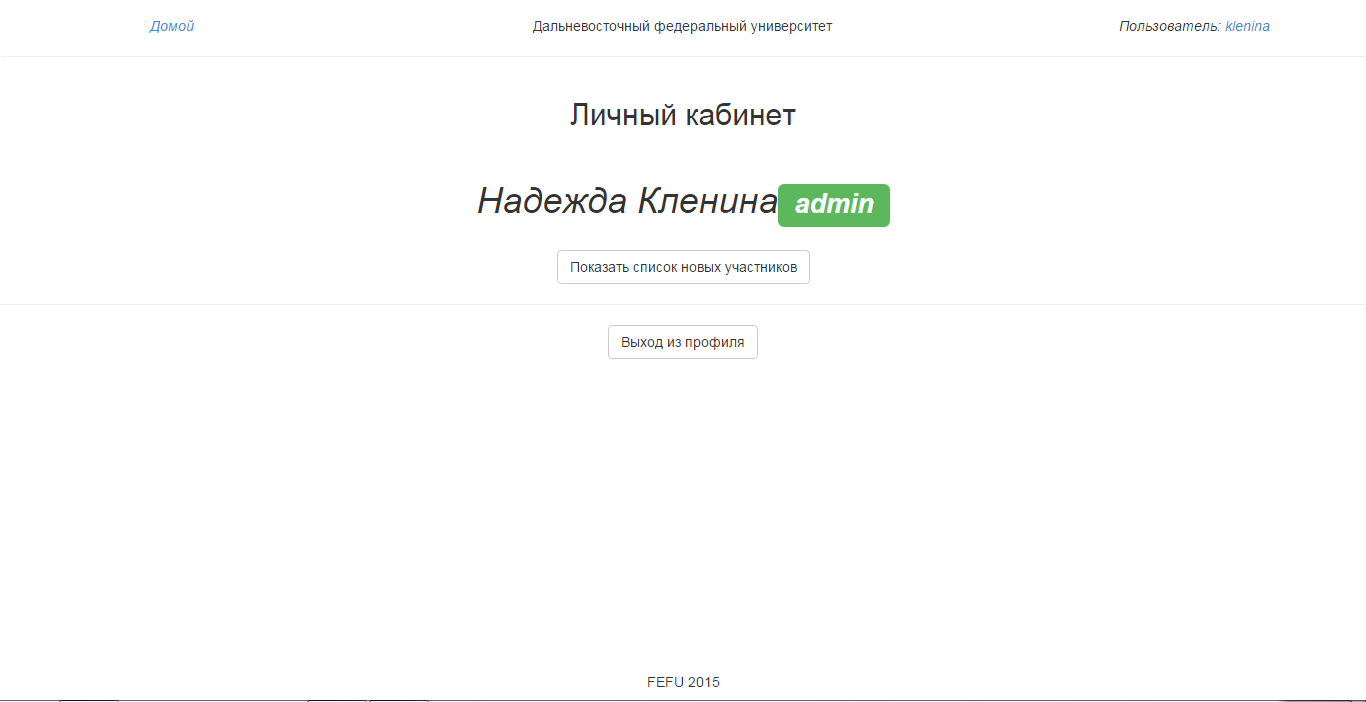 Домой Дальневосточный федеральный университет Пользователь: klenina
Личный кабинет
Надежда Кленина admin
Показать список новых участников
Выход из профиля
FEFU 2015